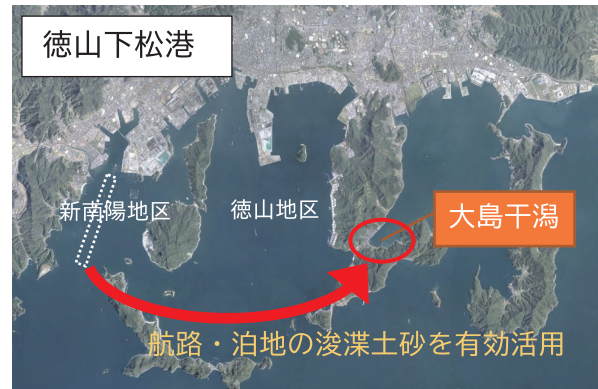 徳山下松港
新南陽地区
徳山地区
大島干潟
航路・泊地の浚渫土砂を有効活用